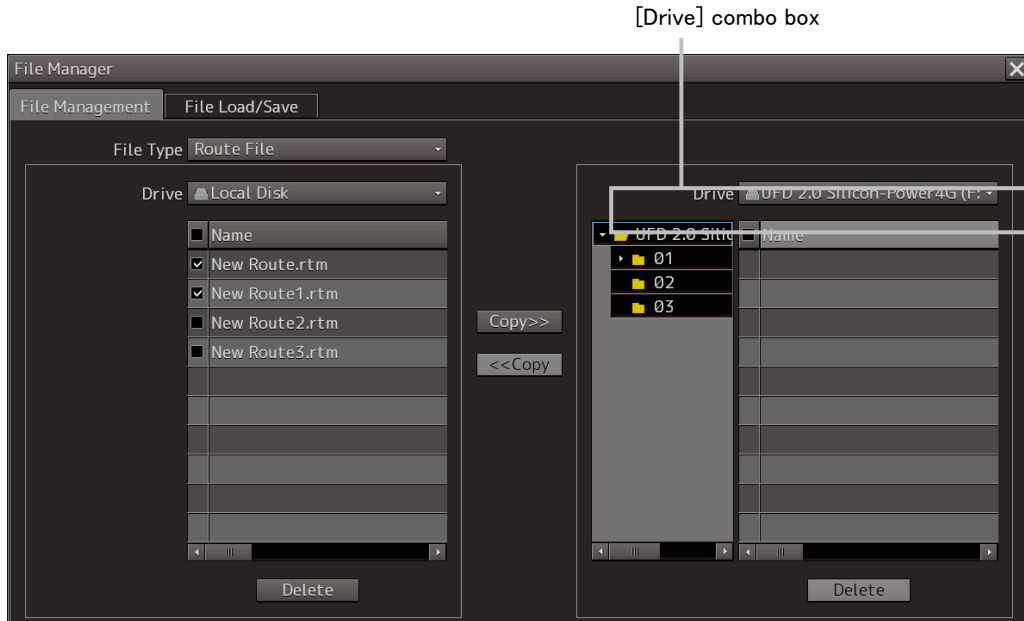 [Drive] combo box
File Manager
File Management
File Load/Save
File Type Route File
Drive Local Disk
Name
New Route.rtm
New Route1.rtm
New Route2.rtm
New Route3.rtm
Delete
Copy>>
<<Copy
Drive UFD 2.0 Silicon-Power4G (F:
UFD 2.0 Silic
01
02
03
Name
Delete